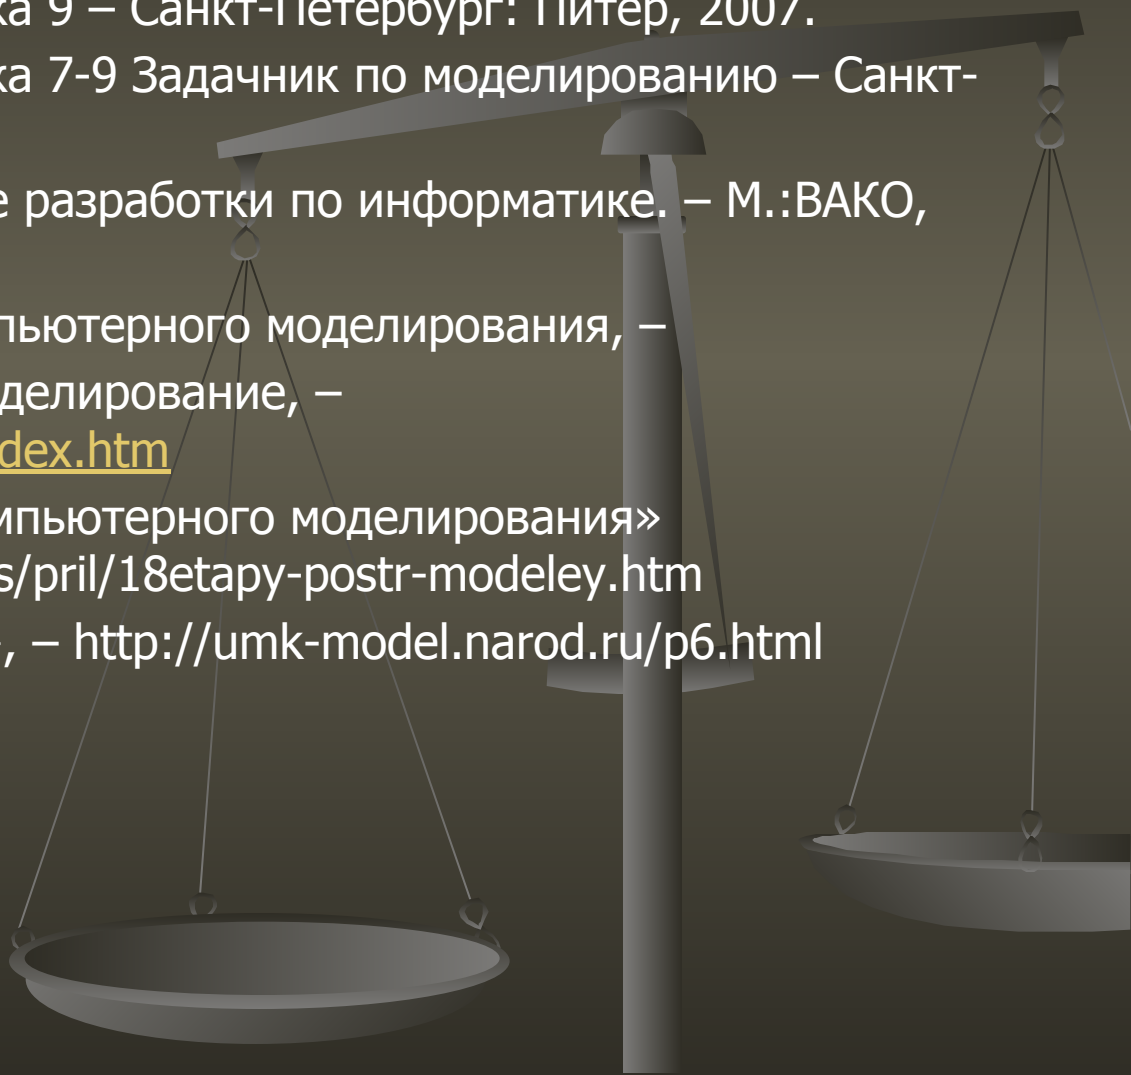 ка 9 – Санкт-Петербург: Питер, 2007.
ка 7-9 Задачник по моделированию – Санкт-
е разработки по информатике. – М.:ВАКО,
пьютерного моделирования, –
делирование, –
dex.htm
мпьютерного моделирования»
s/pril/18etapy-postr-modeley.htm
, – http://umk-model.narod.ru/p6.html